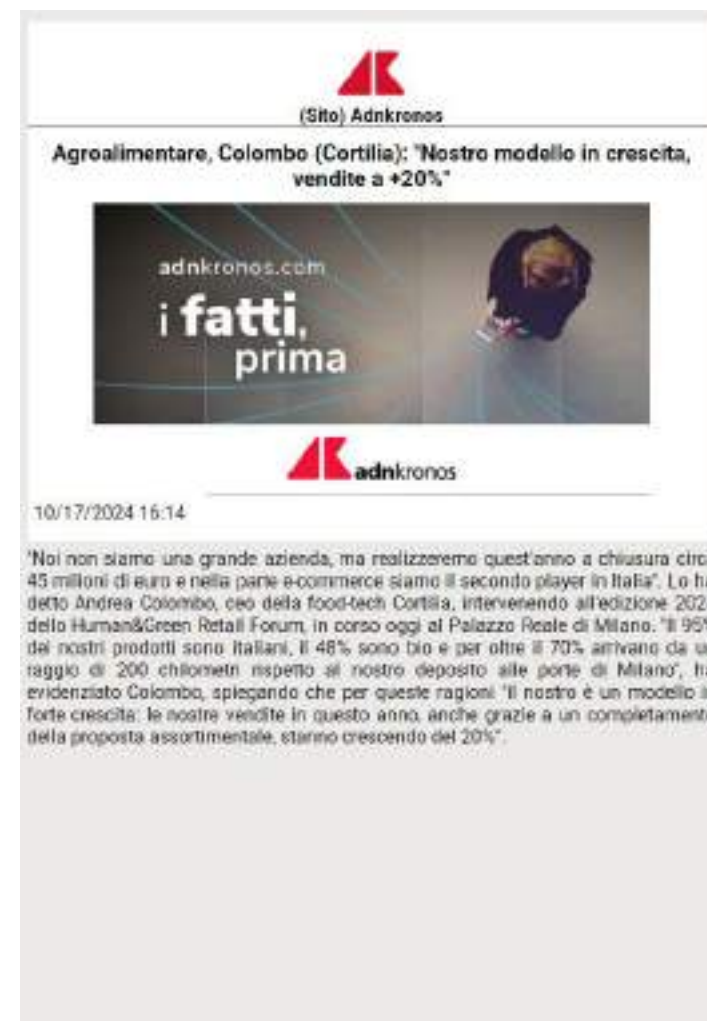 (Sito) Adnkronos
Agroalimentare, Colombo (Cortilia): "Nostro modello in crescita,
vendite a +20%"
adnkronos.com
i fatti,
prima
adnkronos
10/17/2024 16:14
"Noi non siamo una grande azienda, ma realizzeremo quest'anno a chiusura circ
45 milioni di euro e nella parte e-commerce siamo il secondo player in Italia". Lo ha
detto Andrea Colombo, ceo della food-tech Cortilia, intervenendo all'edizione 202
dello Human&Green Retail Forum, in corso oggi al Palazzo Reale di Milano. "Il 95%
dei nostri prodotti sono italiani, il 48% sono bio e per oltre il 70% arrivano da u
raggio di 200 chilometri rispetto al nostro deposito alle porte di Milano", ha
evidenziato Colombo, spiegando che per queste ragioni "il nostro è un modello i
forte crescita: le nostre vendite in questo anno, anche grazie a un completament
della proposta assortimentale, stanno crescendo del 20%".